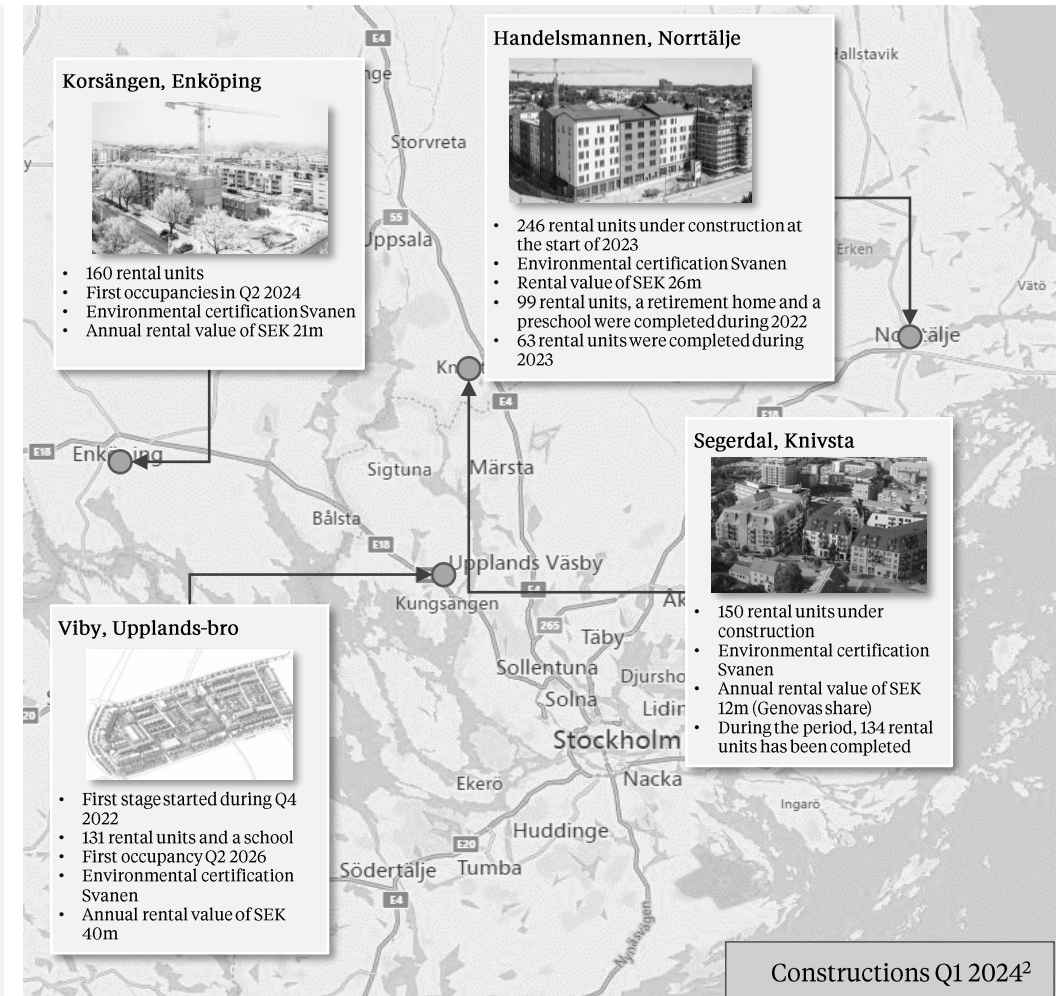 Handelsmannen, Norrtälje
• 246 rental units under construction at
the start of 2023
• Environmental certification Svanen
• Rental value of SEK 26m
• 99 rental units, a retirement home and a
preschool were completed during 2022
• 63 rental units were completed during
2023
Korsängen, Enköping
• 160 rental units
• First occupancies in Q2 2024
• Environmental certification Svanen
• Annual rental value of SEK 21m
Segerdal, Knivsta
• 150 rental units under
construction
• Environmental certification
Svanen
• Annual rental value of SEK
12m (Genovas share)
• During the period, 134 rental
units has been completed
Viby, Upplands-bro
• First stage started during Q4
2022
• 131 rental units and a school
• First occupancy Q2 2026
• Environmental certification
Svanen
• Annual rental value of SEK
40m
E4
Storvreta
55
Uppsala
Erken
Vätö
E4
E18
E18
Sigtuna
Märsta
Bålsta
E18
Upplands Väsby
Kungsängen
E4
265
Täby
Sollentuna
Solna
Stockholm
Nacka
Ekerö
Ingarö
E20
Huddinge
Södertälje
Tumba
E4
Nynäsvägen
Constructions Q1 2024²